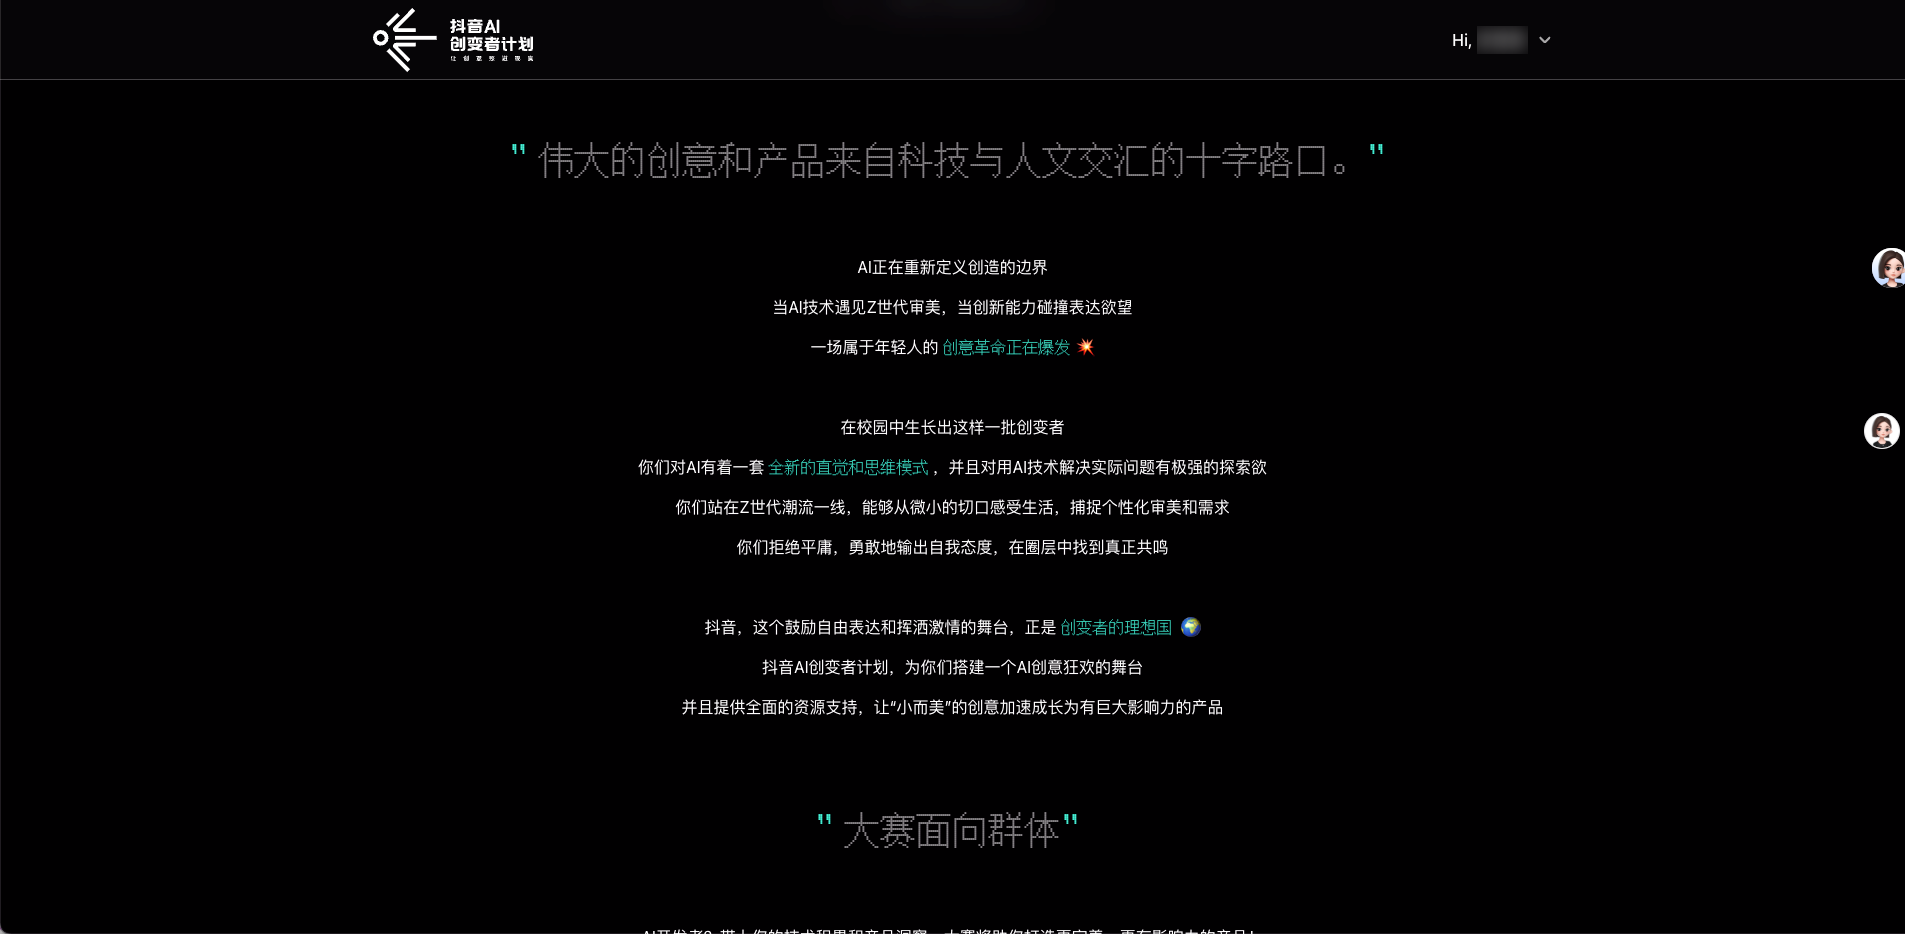 抖音AI
创变者计划
让创意照进现实
Hi,
"伟大的创意和产品来自科技与人文交汇的十字路口。"
AI正在重新定义创造的边界
当AI技术遇见Z世代审美，当创新能力碰撞表达欲望
一场属于年轻人的 创意革命正在爆发 💥
在校园中生长出这样一批创变者
你们对AI有着一套 全新的直觉和思维模式 ，并且对用AI技术解决实际问题有极强的探索欲
你们站在Z世代潮流一线，能够从微小的切口感受生活，捕捉个性化审美和需求
你们拒绝平庸，勇敢地输出自我态度，在圈层中找到真正共鸣
抖音，这个鼓励自由表达和挥洒激情的舞台，正是 创变者的理想国 🌍
抖音AI创变者计划，为你们搭建一个AI创意狂欢的舞台
并且提供全面的资源支持，让“小而美”的创意加速成长为有巨大影响力的产品
"大赛面向群体"